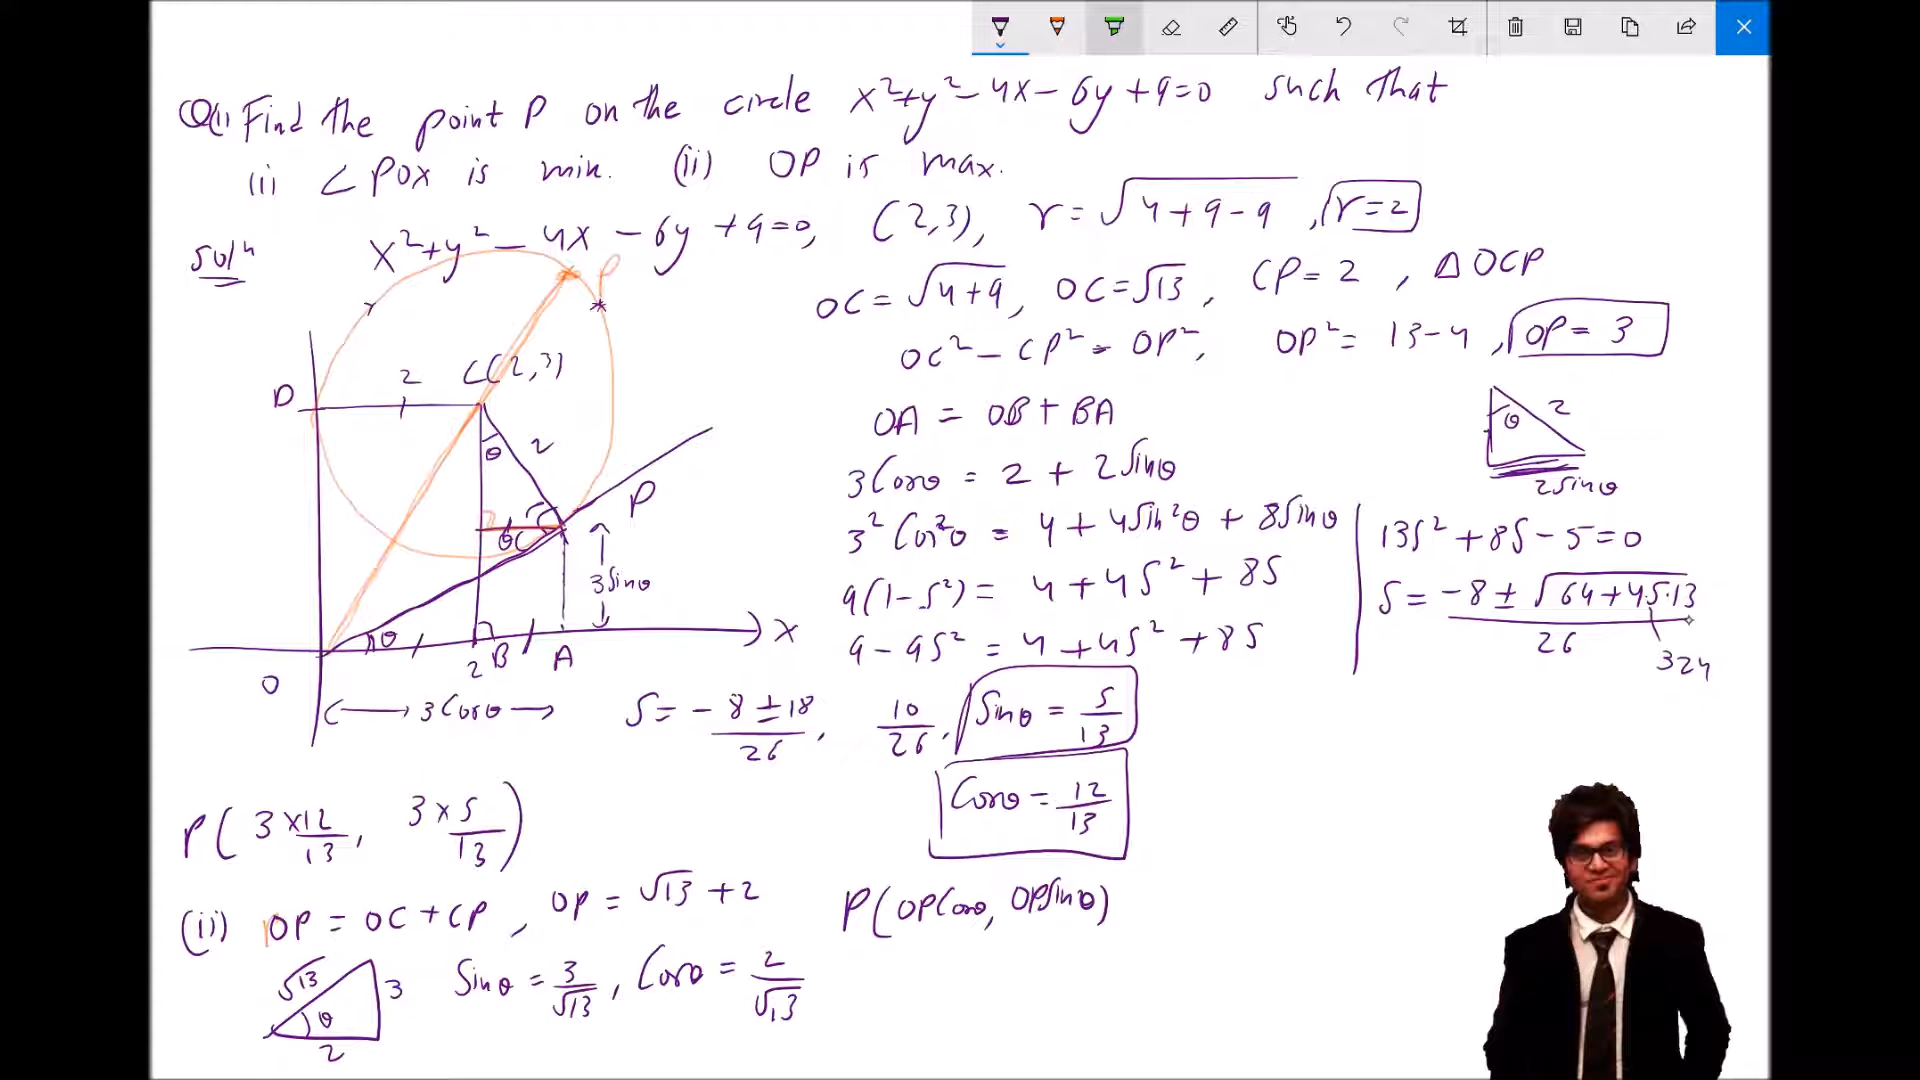 Q(i) Find the point P on the circle x²+y²-4x-6y+9=0 such that
(i) ∠POX is min. (ii) OP is max.
solⁿ x²+y²-4x-6y+9=0, C(2,3), r=√4+9-9, r=2
OC=√4+9, OC=√13, CP=2, △OCP
OC²-CP²=OP², OP²=13-4, OP=3
OA = OB+BA
3Cosθ = 2+2Sinθ
3²Cos²θ = 4+4Sin²θ+8Sinθ
9(1-S²)= 4+4S²+8S
9-9S² = 4+4S²+8S
θ 2
2Sinθ
13S²+8S-5=0
S = -8±√64+4·5·13 / 26
324
P
C(2,3)
D 2
θ 2
P
θ
3Sinθ
θ
X
O 2 B A
3Cosθ
S = -8±18 / 26, 10/26, Sinθ = 5/13
Cosθ = 12/13
P(3×12/13, 3×5/13)
(ii) OP = OC+CP, OP = √13+2 P(OPCosθ, OPSinθ)
√13 3 θ 2
Sinθ = 3/√13, Cosθ = 2/√13